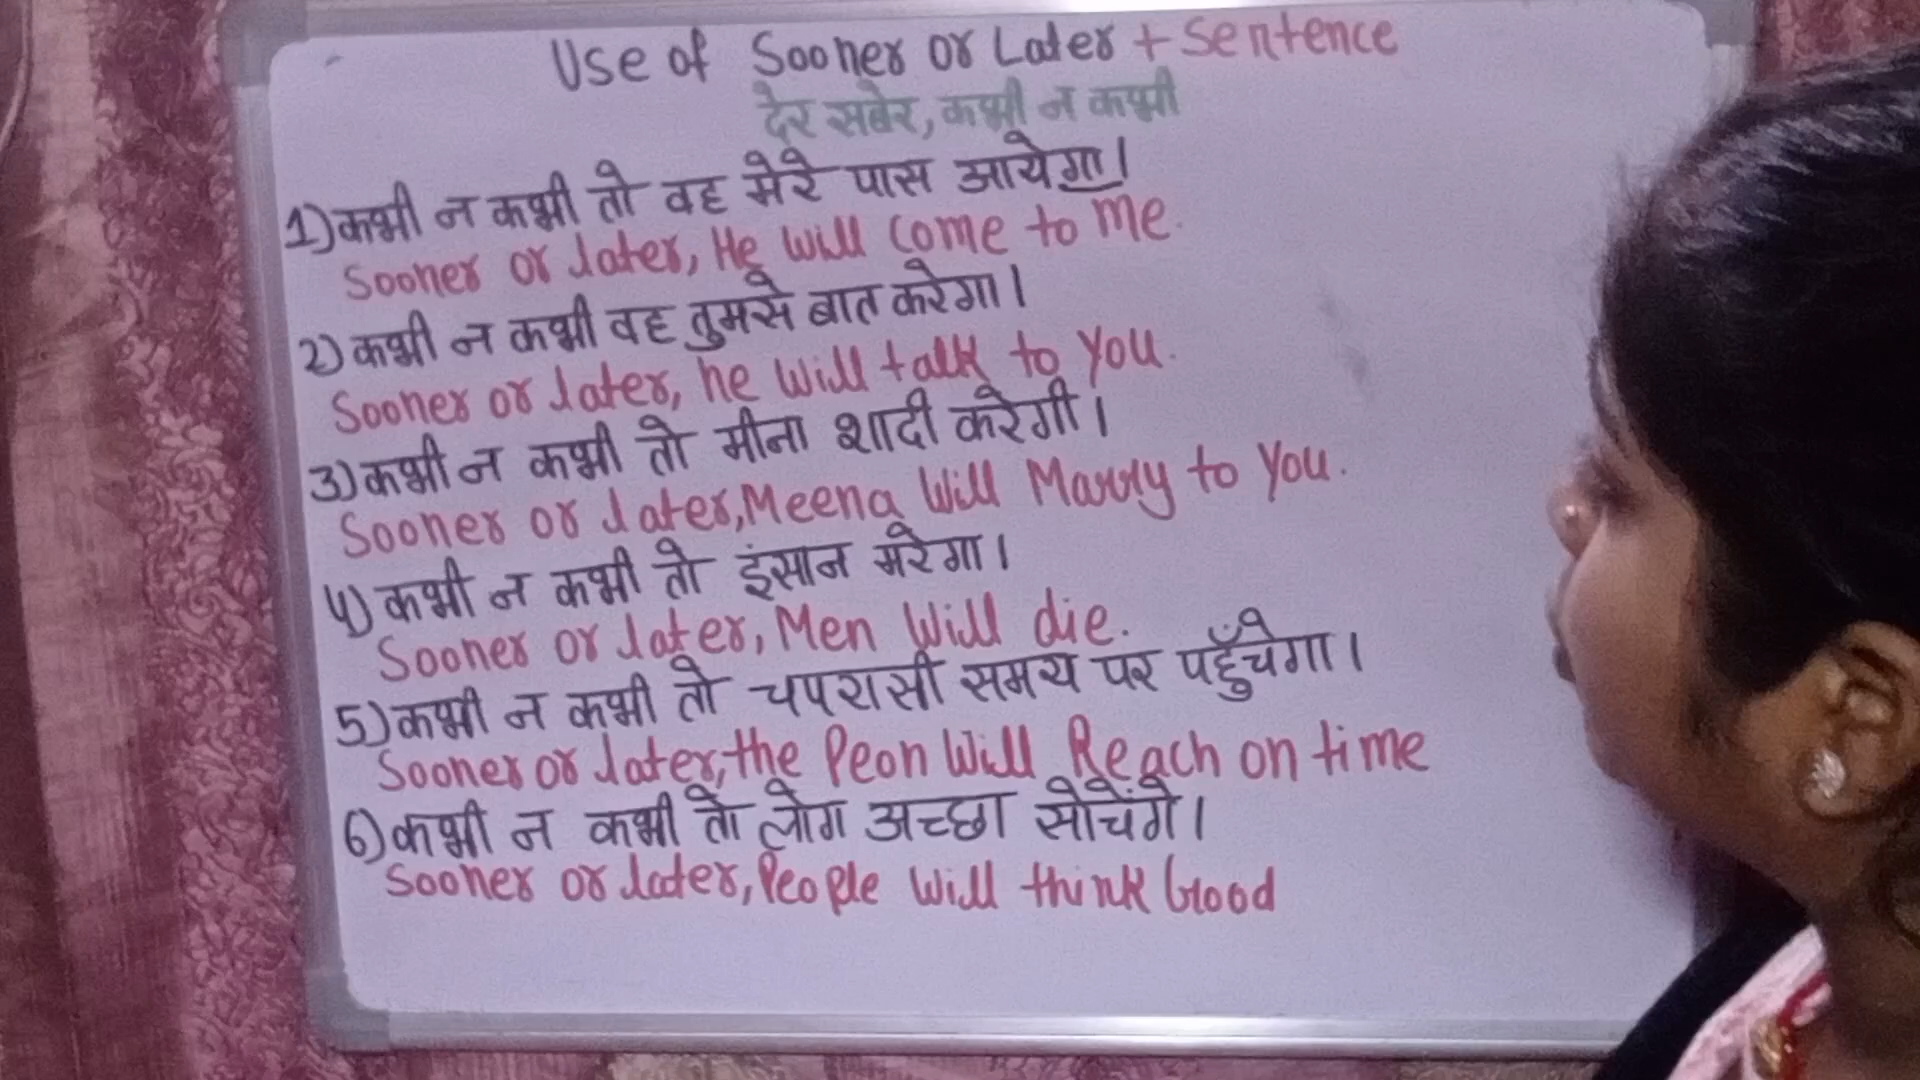 Use of Sooner or Later + Sentence
देर सबेर, कभी न कभी
1) कभी न कभी तो वह मेरे पास आयेगा।
Sooner or later, He will come to me.
2) कभी न कभी वह तुमसे बात करेगा।
Sooner or later, he will talk to you.
3) कभी न कभी तो मीना शादी करेगी।
Sooner or later, Meena will Marry to you.
4) कभी न कभी तो इंसान मरेगा।
Sooner or later, Men will die.
5) कभी न कभी तो चपरासी समय पर पहुँचेगा।
Sooner or later, the Peon will Reach on time
6) कभी न कभी तो लोग अच्छा सोचेंगे।
Sooner or later, People will think Good